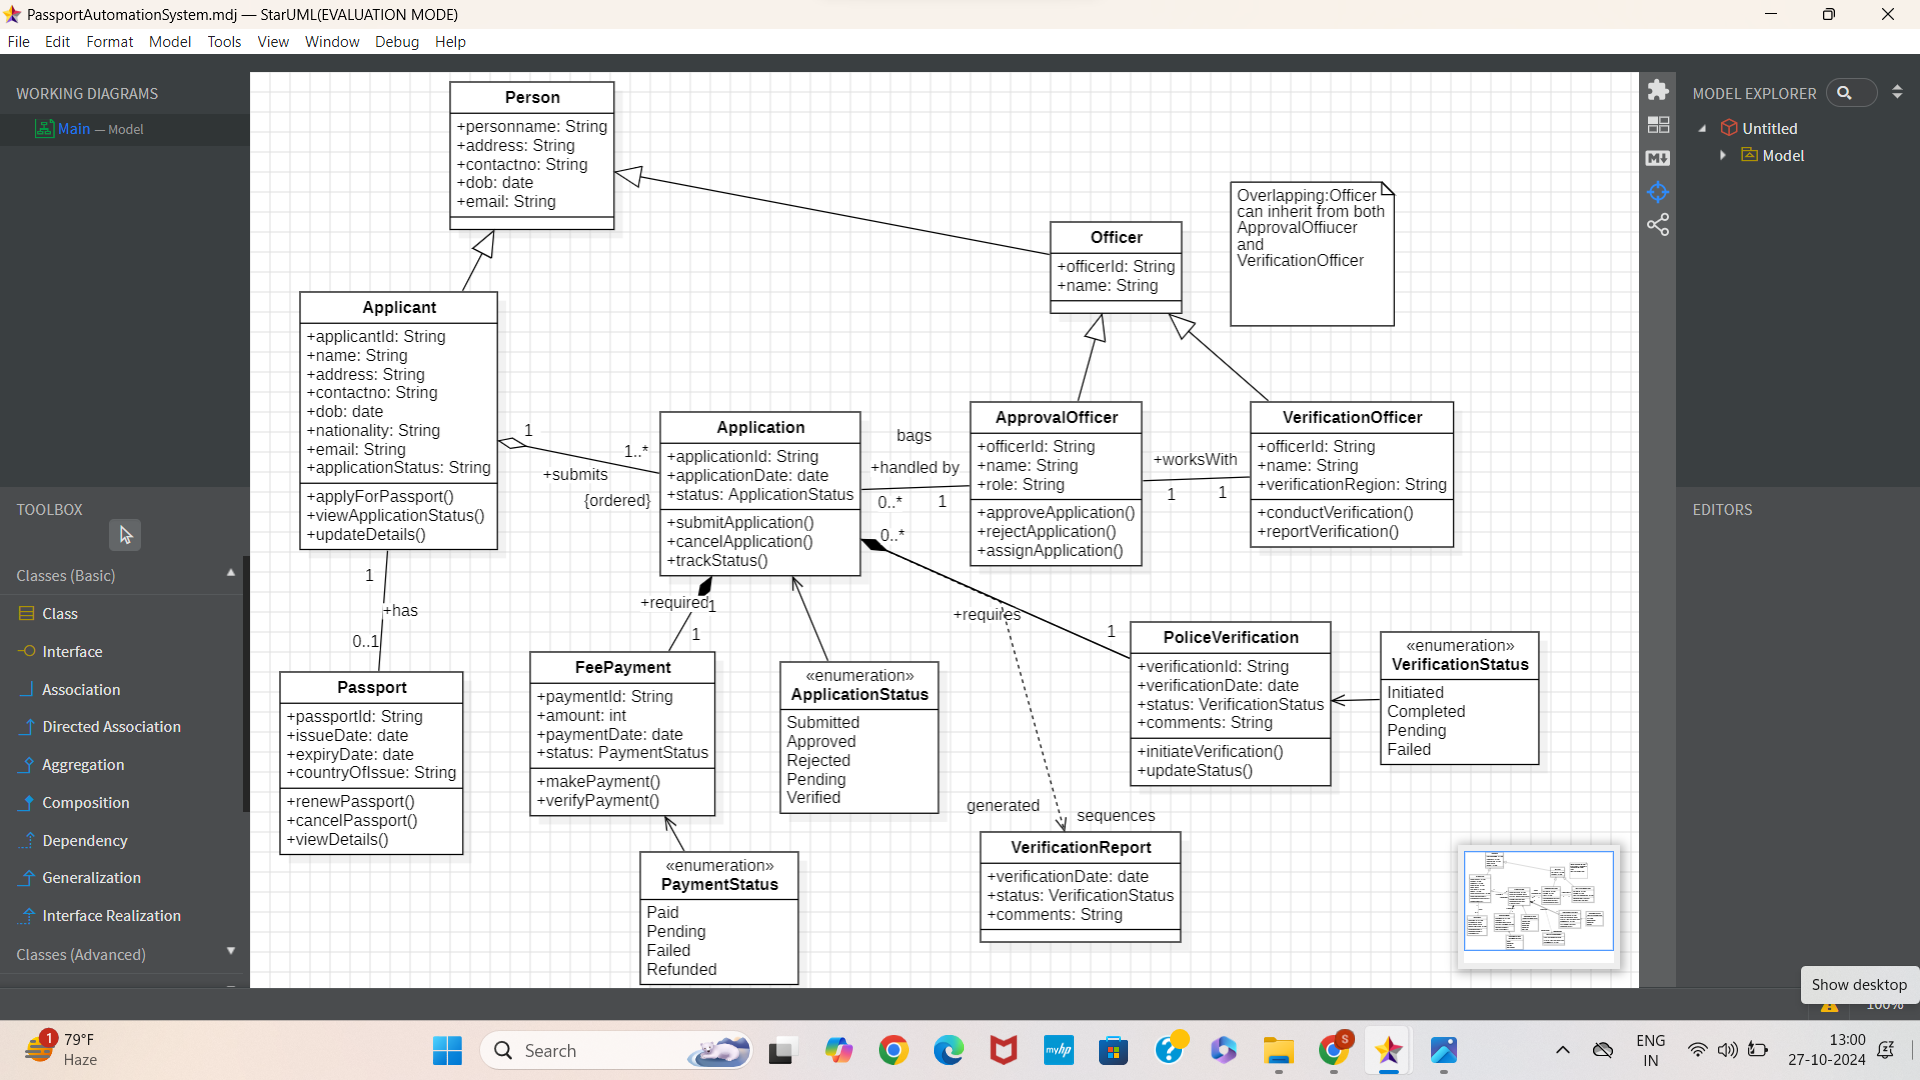 PassportAutomationSystem.mdj — StarUML(EVALUATION MODE)
File Edit Format Model Tools View Window Debug Help
WORKING DIAGRAMS
Main — Model
TOOLBOX
Classes (Basic)
Class
Interface
Association
Directed Association
Aggregation
Composition
Dependency
Generalization
Interface Realization
Classes (Advanced)
Person
+personname: String
+address: String
+contactno: String
+dob: date
+email: String
Officer
+officerId: String
+name: String
Overlapping:Officer
can inherit from both
ApprovalOffiucer
and
VerificationOfficer
Applicant
+applicantId: String
+name: String
+address: String
+contactno: String
+dob: date
+nationality: String
+email: String
+applicationStatus: String
+applyForPassport()
+viewApplicationStatus()
+updateDetails()
1
1..*
+submits
{ordered}
Application
+applicationId: String
+applicationDate: date
+status: ApplicationStatus
+submitApplication()
+cancelApplication()
+trackStatus()
bags
+handled by
0..*
1
ApprovalOfficer
+officerId: String
+name: String
+role: String
+approveApplication()
+rejectApplication()
+assignApplication()
+worksWith
1
1
VerificationOfficer
+officerId: String
+name: String
+verificationRegion: String
+conductVerification()
+reportVerification()
1
+has
0..1
+required
1
1
0..*
+requires
1
Passport
+passportId: String
+issueDate: date
+expiryDate: date
+countryOfIssue: String
+renewPassport()
+cancelPassport()
+viewDetails()
FeePayment
+paymentId: String
+amount: int
+paymentDate: date
+status: PaymentStatus
+makePayment()
+verifyPayment()
«enumeration»
ApplicationStatus
Submitted
Approved
Rejected
Pending
Verified
PoliceVerification
+verificationId: String
+verificationDate: date
+status: VerificationStatus
+comments: String
+initiateVerification()
+updateStatus()
«enumeration»
VerificationStatus
Initiated
Completed
Pending
Failed
generated
sequences
«enumeration»
PaymentStatus
Paid
Pending
Failed
Refunded
VerificationReport
+verificationDate: date
+status: VerificationStatus
+comments: String
MODEL EXPLORER
Untitled
Model
EDITORS
Show desktop
100%
1
79°F
Haze
Search
myhp
S
ENG
IN
13:00
27-10-2024